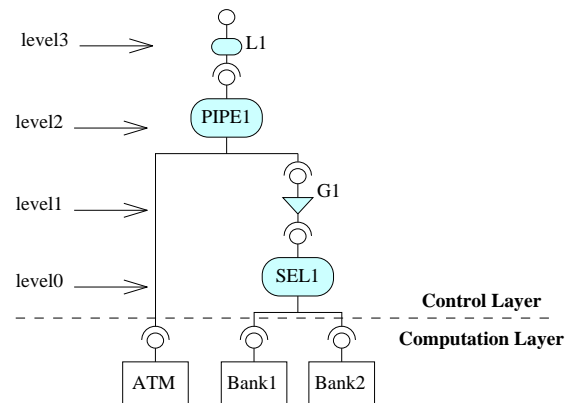 level3
L1
level2
PIPE1
level1
G1
level0
SEL1
Control Layer
Computation Layer
ATM
Bank1
Bank2